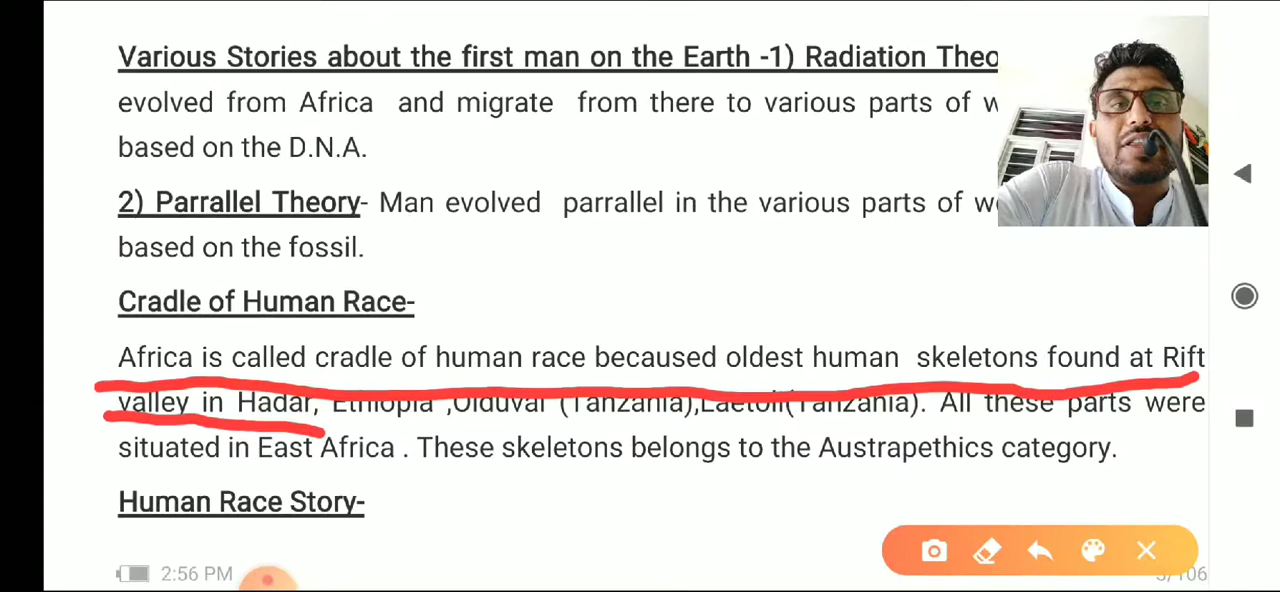 Various Stories about the first man on the Earth -1) Radiation Theo
evolved from Africa and migrate from there to various parts of w
based on the D.N.A.
2) Parrallel Theory- Man evolved parrallel in the various parts of w
based on the fossil.
Cradle of Human Race-
Africa is called cradle of human race becaused oldest human skeletons found at Rift
valley in Hadar, Ethiopia ,Olduvai (Tanzania),Laetoli(Tanzania). All these parts were
situated in East Africa . These skeletons belongs to the Austrapethics category.
Human Race Story-
2:56 PM
3/106